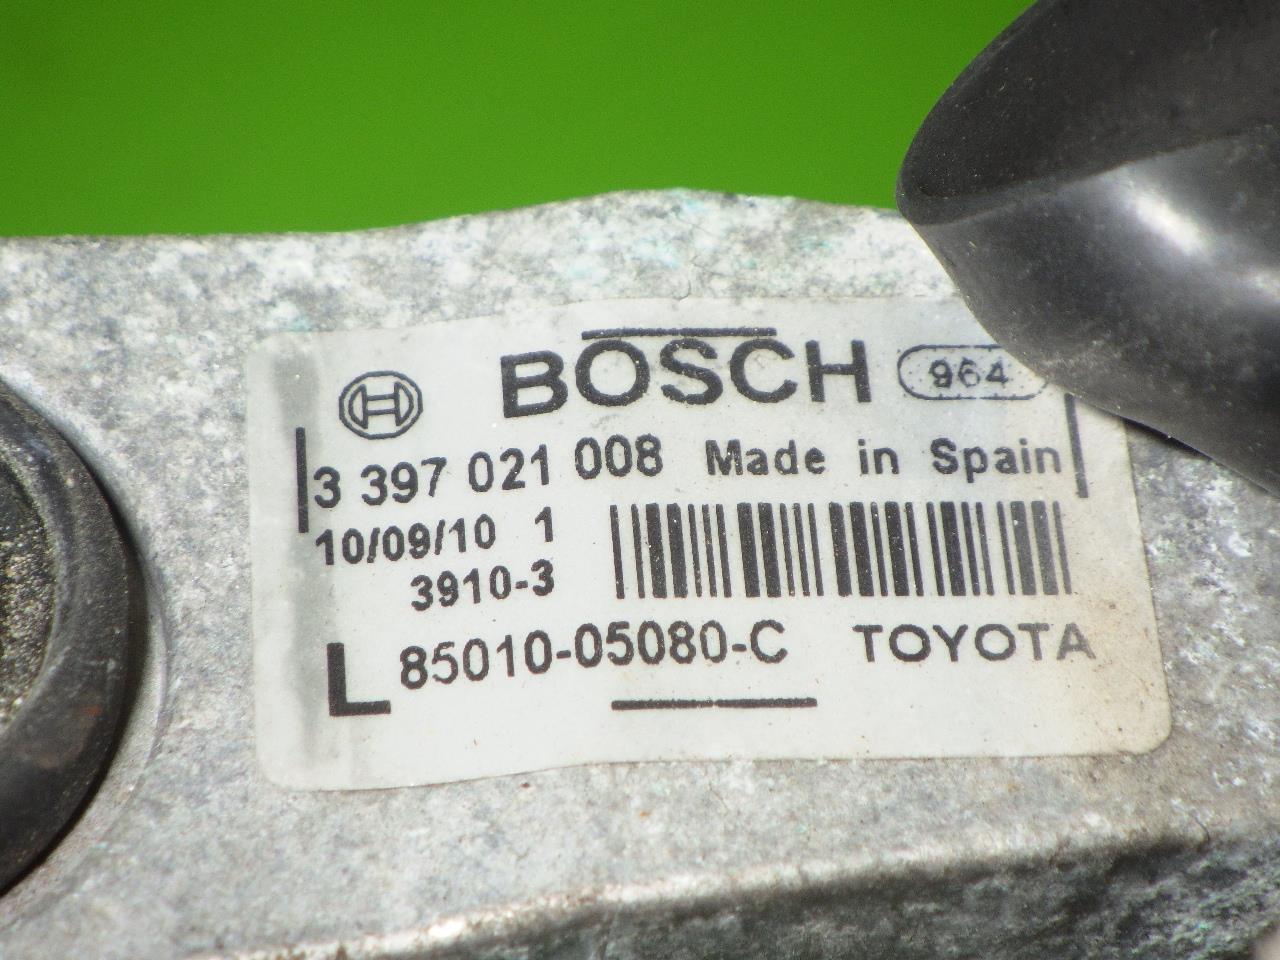 BOSCH 964
3 397 021 008 Made in Spain
10/09/10 1
3910-3
L 85010-05080-C TOYOTA